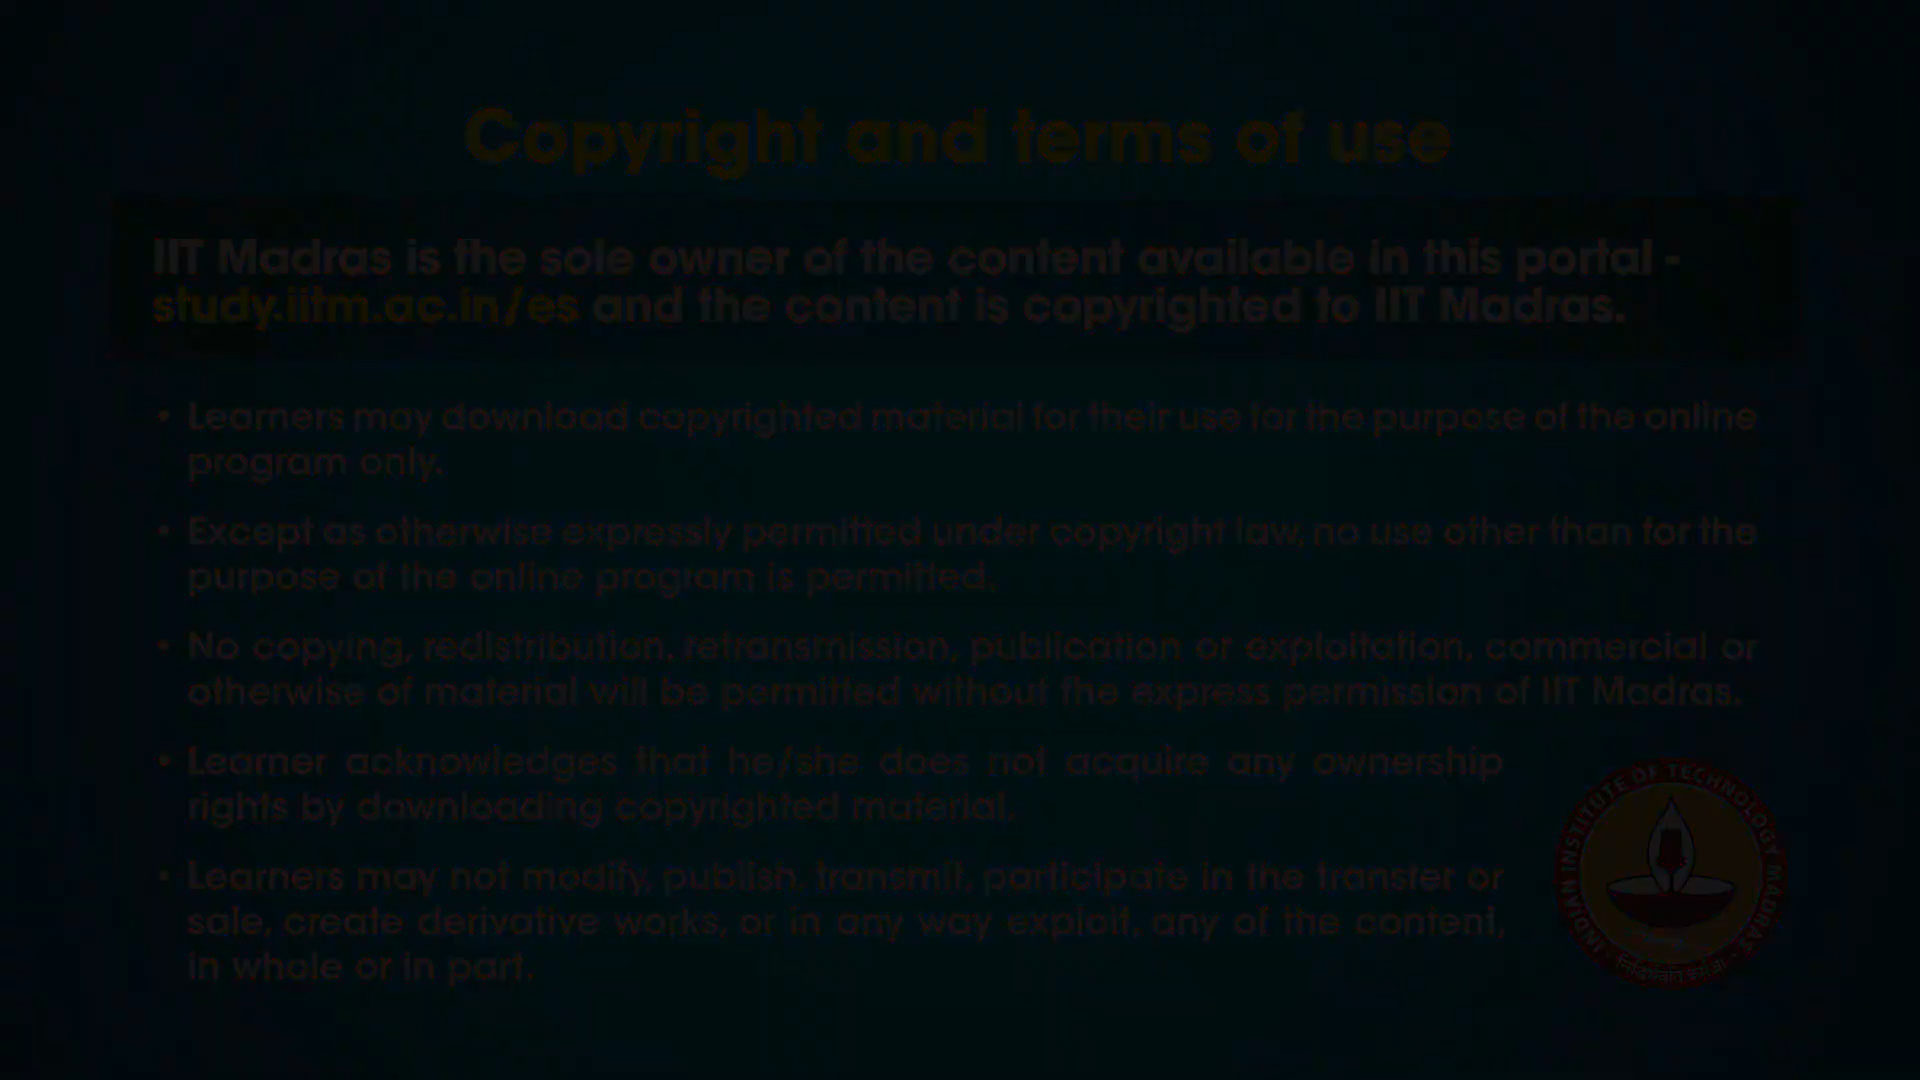 Copyright and terms of use
IIT Madras is the sole owner of the content available in this portal -
study.iitm.ac.in/es and the content is copyrighted to IIT Madras.
• Learners may download copyrighted material for their use for the purpose of the online
program only.
• Except as otherwise expressly permitted under copyright law, no use other than for the
purpose of the online program is permitted.
• No copying, redistribution, retransmission, publication or exploitation, commercial or
otherwise of material will be permitted without the express permission of IIT Madras.
• Learner acknowledges that he/she does not acquire any ownership
rights by downloading copyrighted material.
• Learners may not modify, publish, transmit, participate in the transfer or
sale, create derivative works, or in any way exploit, any of the content,
in whole or in part.
INDIAN INSTITUTE OF TECHNOLOGY MADRAS